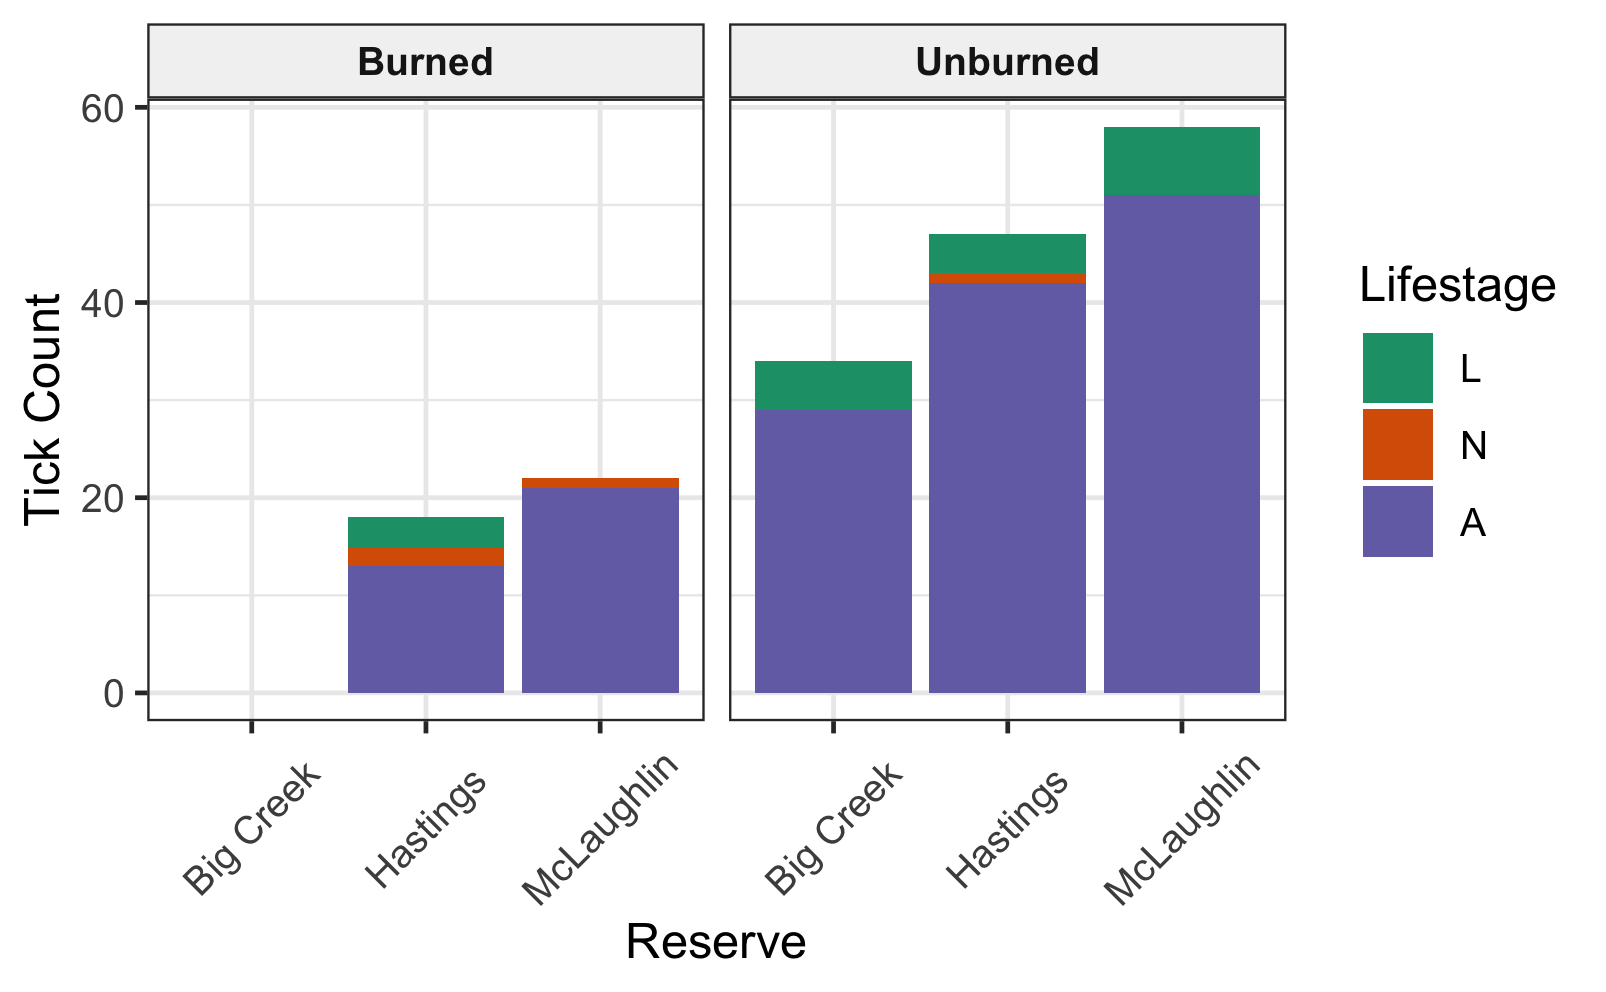 Burned
Unburned
60
40
20
0
Tick Count
Big Creek
Hastings
McLaughlin
Big Creek
Hastings
McLaughlin
Reserve
Lifestage
L
N
A